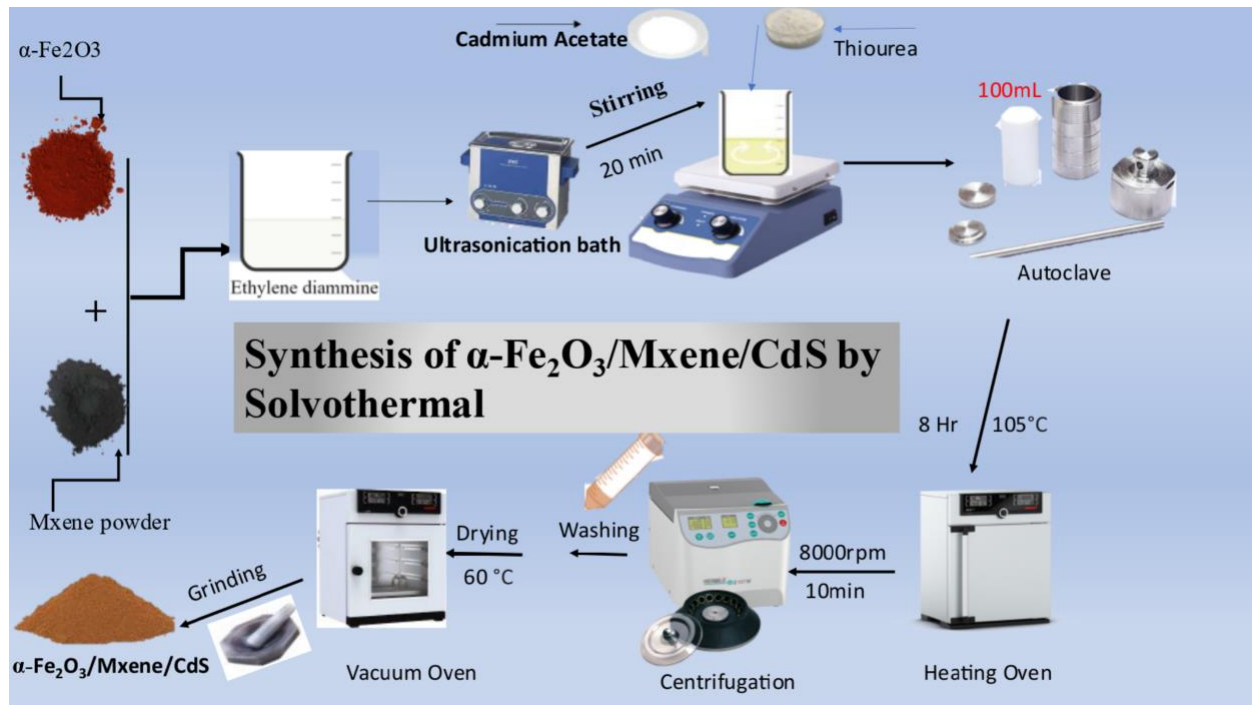 α-Fe2O3
Cadmium Acetate
Thiourea
Stirring
20 min
100mL
Ultrasonication bath
Ethylene diammine
Autoclave
+
Synthesis of α-Fe₂O₃/Mxene/CdS by
Solvothermal
8 Hr 105°C
Mxene powder
Drying
60 °C
Washing
8000rpm
10min
Grinding
α-Fe₂O₃/Mxene/CdS
Vacuum Oven
Centrifugation
Heating Oven